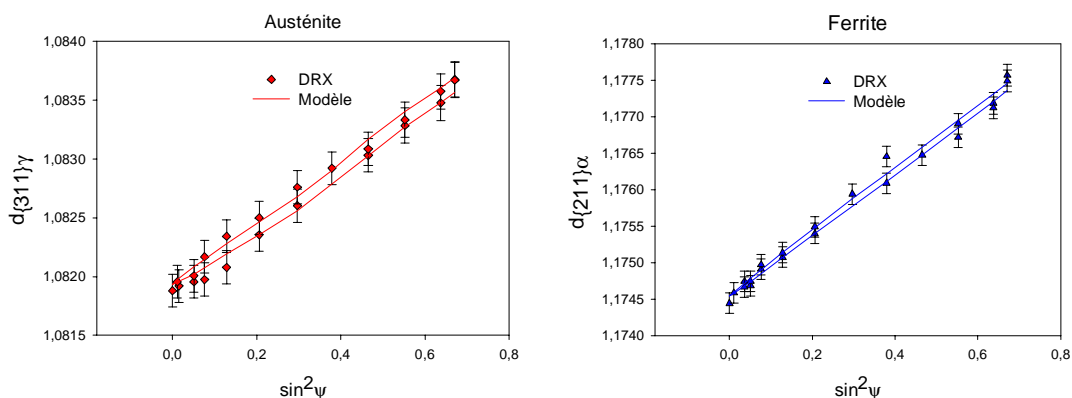 Austénite
1,0840
1,0835
1,0830
1,0825
1,0820
1,0815
d{311}γ
DRX
Modèle
0,0 0,2 0,4 0,6 0,8
sin²ψ
Ferrite
1,1780
1,1775
1,1770
1,1765
1,1760
1,1750
1,1745
1,1740
d{211}α
DRX
Modèle
0,0 0,2 0,4 0,6 0,8
sin²ψ